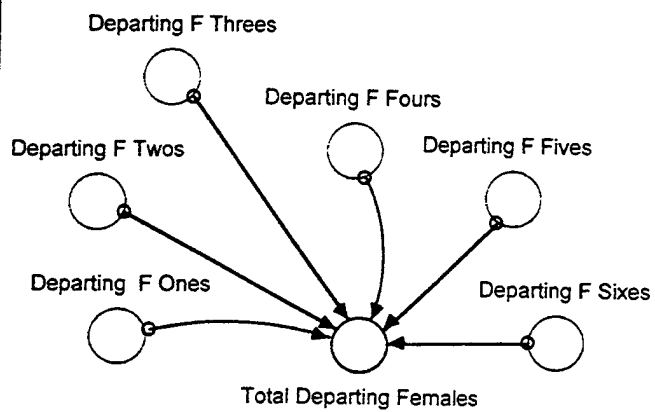 Departing F Threes
Departing F Fours
Departing F Twos
Departing F Fives
Departing F Ones
Departing F Sixes
Total Departing Females